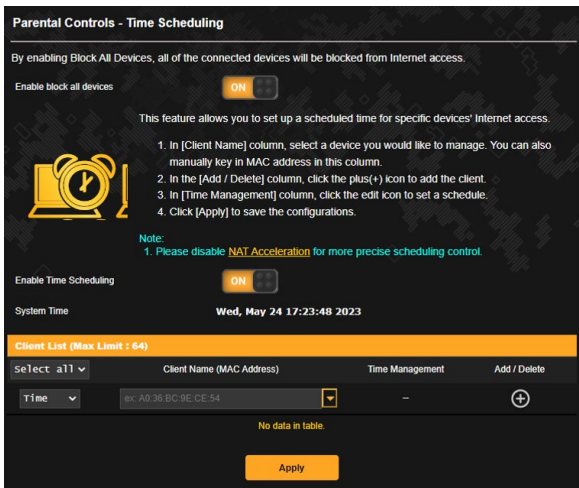 Parental Controls - Time Scheduling
By enabling Block All Devices, all of the connected devices will be blocked from Internet access.
Enable block all devices
ON
This feature allows you to set up a scheduled time for specific devices' Internet access.
1. In [Client Name] column, select a device you would like to manage. You can also
manually key in MAC address in this column.
2. In the [Add / Delete] column, click the plus(+) icon to add the client.
3. In [Time Management] column, click the edit icon to set a schedule.
4. Click [Apply] to save the configurations.
Note:
1. Please disable NAT Acceleration for more precise scheduling control.
Enable Time Scheduling
ON
System Time
Wed, May 24 17:23:48 2023
Client List (Max Limit : 64)
Select all
Client Name (MAC Address)
Time Management
Add / Delete
Time
ex: A0:36:BC:9E:CE:54
--
No data in table.
Apply